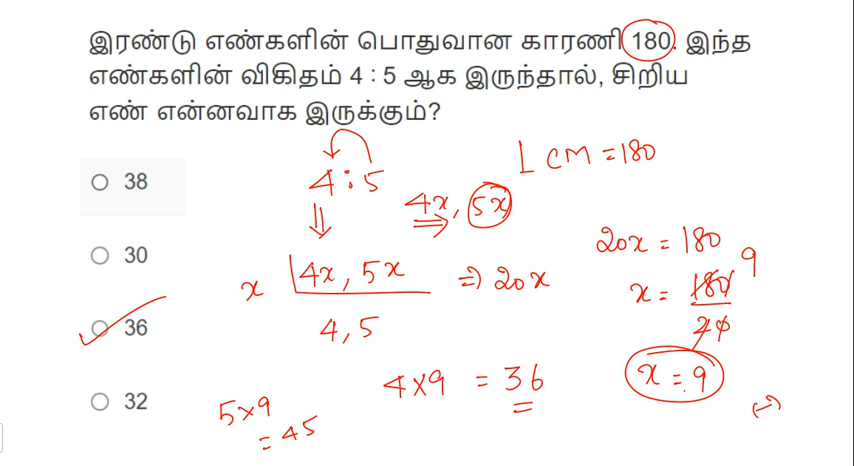 இரண்டு எண்களின் பொதுவான காரணி 180. இந்த
எண்களின் விகிதம் 4 : 5 ஆக இருந்தால், சிறிய
எண் என்னவாக இருக்கும்?
LCM = 180
38
4 : 5
4x, 5x
20x = 180
30
x 4x, 5x ⇒ 20x
x = 180/20 9
36
4, 5
4 x 9 = 36
x = 9
32
5 x 9
= 45